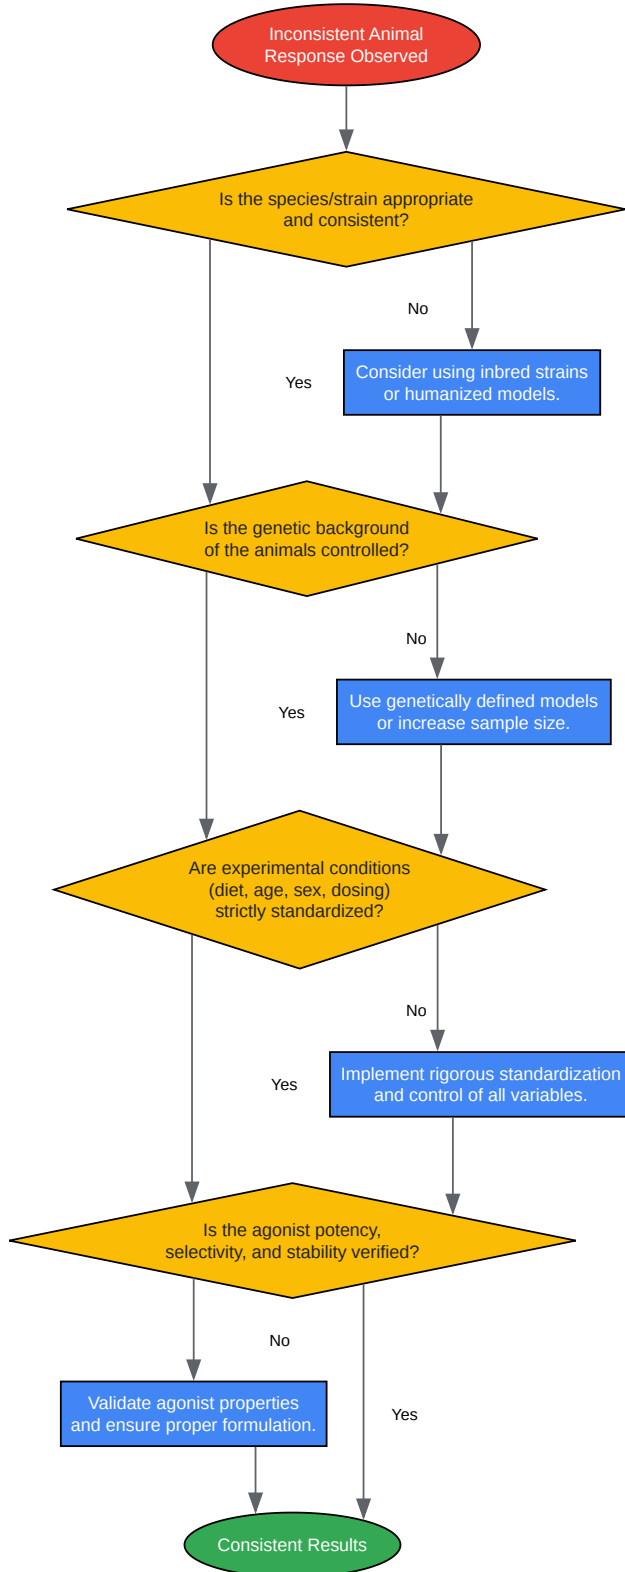 Inconsistent Animal
Response Observed
Is the species/strain appropriate
and consistent?
No
Consider using inbred strains
or humanized models.
Yes
Is the genetic background
of the animals controlled?
No
Use genetically defined models
or increase sample size.
Yes
Are experimental conditions
(diet, age, sex, dosing)
strictly standardized?
No
Implement rigorous standardization
and control of all variables.
Yes
Is the agonist potency,
selectivity, and stability verified?
No
Validate agonist properties
and ensure proper formulation.
Yes
Consistent Results